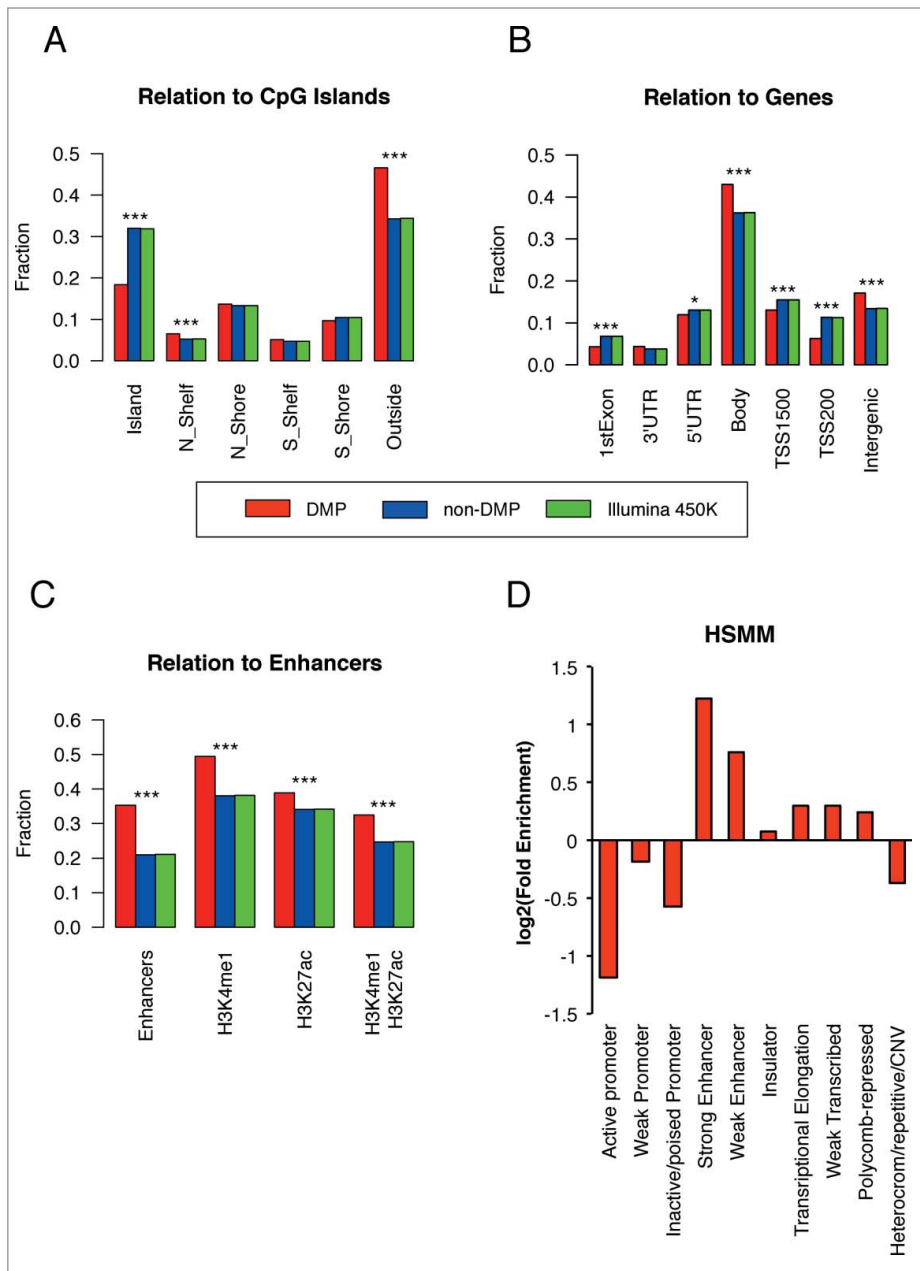 A
Relation to CpG Islands
Fraction
0.5
0.4
0.3
0.2
0.1
0.0
***
***
***
Island
N_Shelf
N_Shore
S_Shelf
S_Shore
Outside
B
Relation to Genes
Fraction
0.5
0.4
0.3
0.2
0.1
0.0
***
*
***
***
***
***
1stExon
3'UTR
5'UTR
Body
TSS1500
TSS200
Intergenic
DMP
non-DMP
Illumina 450K
C
Relation to Enhancers
Fraction
0.6
0.5
0.4
0.3
0.2
0.1
0.0
***
***
***
***
Enhancers
H3K4me1
H3K27ac
H3K4me1
H3K27ac
D
HSMM
log2(Fold Enrichment)
1.5
1
0.5
0
-0.5
-1
-1.5
Active promoter
Weak Promoter
Inactive/poised Promoter
Strong Enhancer
Weak Enhancer
Insulator
Transriptional Elongation
Weak Transcribed
Polycomb-repressed
Heterocrom/repetitive/CNV